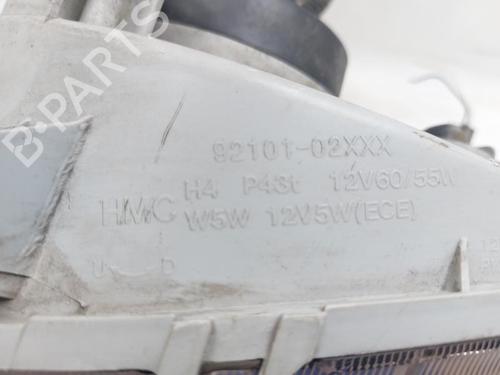 B-Parts
92101-02XXX
H4 P43t 12V60/55W
HMC W5W 12V5W(ECE)
U D